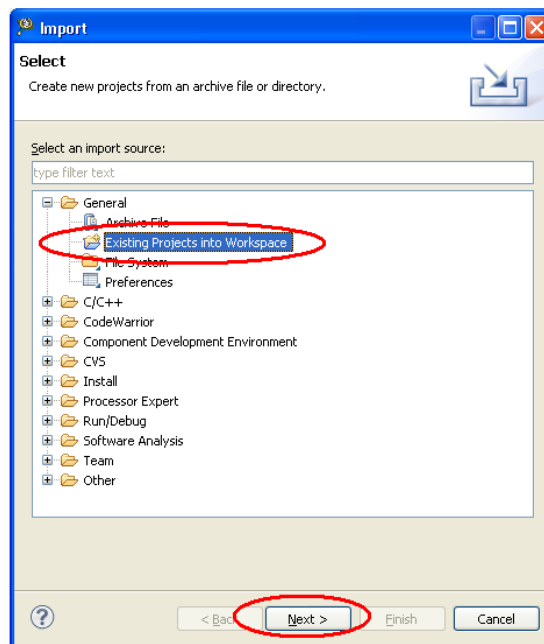 Import
Select
Create new projects from an archive file or directory.
Select an import source:
type filter text
General
Archive File
Existing Projects into Workspace
File System
Preferences
C/C++
CodeWarrior
Component Development Environment
CVS
Install
Processor Expert
Run/Debug
Software Analysis
Team
Other
< Back Next > Finish Cancel